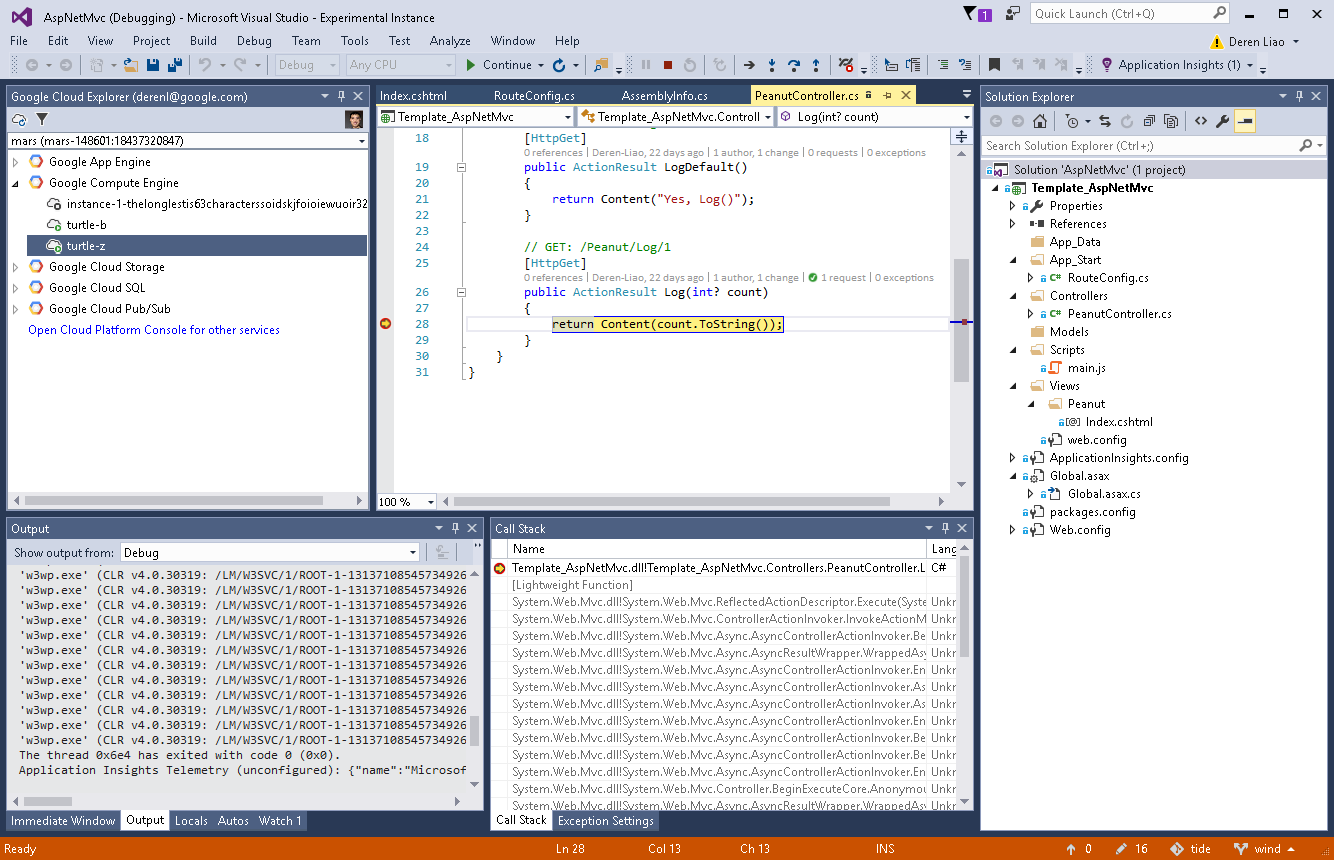 AspNetMvc (Debugging) - Microsoft Visual Studio - Experimental Instance
1
Quick Launch (Ctrl+Q)
File Edit View Project Build Debug Team Tools Test Analyze Window Help
Deren Liao
Debug Any CPU Continue Application Insights (1)
Google Cloud Explorer (derenl@google.com)
mars (mars-148601:18437320847)
Google App Engine
Google Compute Engine
instance-1-thelonglestis63characterssoidskjfoioiewuoir32
turtle-b
turtle-z
Google Cloud Storage
Google Cloud SQL
Google Cloud Pub/Sub
Open Cloud Platform Console for other services
Index.cshtml RouteConfig.cs AssemblyInfo.cs PeanutController.cs
Template_AspNetMvc Template_AspNetMvc.Controll Log(int? count)
18 [HttpGet]
0 references | Deren-Liao, 22 days ago | 1 author, 1 change | 0 requests | 0 exceptions
19 public ActionResult LogDefault()
20 {
21 return Content("Yes, Log()");
22 }
23
24 // GET: /Peanut/Log/1
25 [HttpGet]
0 references | Deren-Liao, 22 days ago | 1 author, 1 change | 1 request | 0 exceptions
26 public ActionResult Log(int? count)
27 {
28 return Content(count.ToString());
29 }
30 }
31 }
100 %
Solution Explorer
Search Solution Explorer (Ctrl+;)
Solution 'AspNetMvc' (1 project)
Template_AspNetMvc
Properties
References
App_Data
App_Start
RouteConfig.cs
Controllers
PeanutController.cs
Models
Scripts
main.js
Views
Peanut
Index.cshtml
web.config
ApplicationInsights.config
Global.asax
Global.asax.cs
packages.config
Web.config
Output
Show output from: Debug
'w3wp.exe' (CLR v4.0.30319: /LM/W3SVC/1/ROOT-1-13137108545734926
'w3wp.exe' (CLR v4.0.30319: /LM/W3SVC/1/ROOT-1-13137108545734926
'w3wp.exe' (CLR v4.0.30319: /LM/W3SVC/1/ROOT-1-13137108545734926
'w3wp.exe' (CLR v4.0.30319: /LM/W3SVC/1/ROOT-1-13137108545734926
'w3wp.exe' (CLR v4.0.30319: /LM/W3SVC/1/ROOT-1-13137108545734926
'w3wp.exe' (CLR v4.0.30319: /LM/W3SVC/1/ROOT-1-13137108545734926
'w3wp.exe' (CLR v4.0.30319: /LM/W3SVC/1/ROOT-1-13137108545734926
'w3wp.exe' (CLR v4.0.30319: /LM/W3SVC/1/ROOT-1-13137108545734926
'w3wp.exe' (CLR v4.0.30319: /LM/W3SVC/1/ROOT-1-13137108545734926
'w3wp.exe' (CLR v4.0.30319: /LM/W3SVC/1/ROOT-1-13137108545734926
'w3wp.exe' (CLR v4.0.30319: /LM/W3SVC/1/ROOT-1-13137108545734926
'w3wp.exe' (CLR v4.0.30319: /LM/W3SVC/1/ROOT-1-13137108545734926
The thread 0x6e4 has exited with code 0 (0x0).
Application Insights Telemetry (unconfigured): {"name":"Microsof
Immediate Window Output Locals Autos Watch 1
Call Stack
Name Lang
Template_AspNetMvc.dll!Template_AspNetMvc.Controllers.PeanutController.L C#
[Lightweight Function]
System.Web.Mvc.dll!System.Web.Mvc.ReflectedActionDescriptor.Execute(Syste Unkr
System.Web.Mvc.dll!System.Web.Mvc.ControllerActionInvoker.InvokeActionM Unkr
System.Web.Mvc.dll!System.Web.Mvc.Async.AsyncControllerActionInvoker.Be Unkr
System.Web.Mvc.dll!System.Web.Mvc.Async.AsyncResultWrapper.WrappedAsy Unkr
System.Web.Mvc.dll!System.Web.Mvc.Async.AsyncControllerActionInvoker.En Unkr
System.Web.Mvc.dll!System.Web.Mvc.Async.AsyncControllerActionInvoker.As Unkr
System.Web.Mvc.dll!System.Web.Mvc.Async.AsyncControllerActionInvoker.As Unkr
System.Web.Mvc.dll!System.Web.Mvc.Async.AsyncControllerActionInvoker.En Unkr
System.Web.Mvc.dll!System.Web.Mvc.Async.AsyncControllerActionInvoker.Be Unkr
System.Web.Mvc.dll!System.Web.Mvc.Async.AsyncControllerActionInvoker.Be Unkr
System.Web.Mvc.dll!System.Web.Mvc.Async.AsyncControllerActionInvoker.En Unkr
System.Web.Mvc.dll!System.Web.Mvc.Controller.BeginExecuteCore.Anonymou Unkr
System.Web.Mvc.dll!System.Web.Mvc.Async.AsyncResultWrapper.WrappedAsy Unkr
Call Stack Exception Settings
Ready Ln 28 Col 13 Ch 13 INS 0 16 tide wind